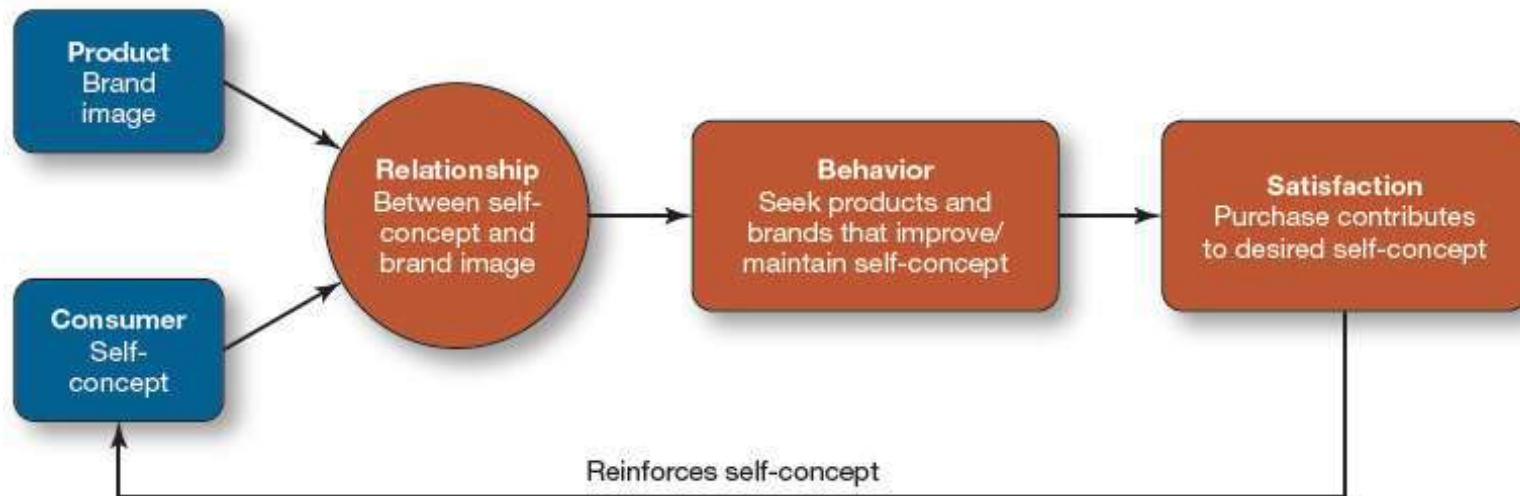 Product
Brand
image
Consumer
Self-
concept
Relationship
Between self-
concept and
brand image
Behavior
Seek products and
brands that improve/
maintain self-concept
Satisfaction
Purchase contributes
to desired self-concept
Reinforces self-concept